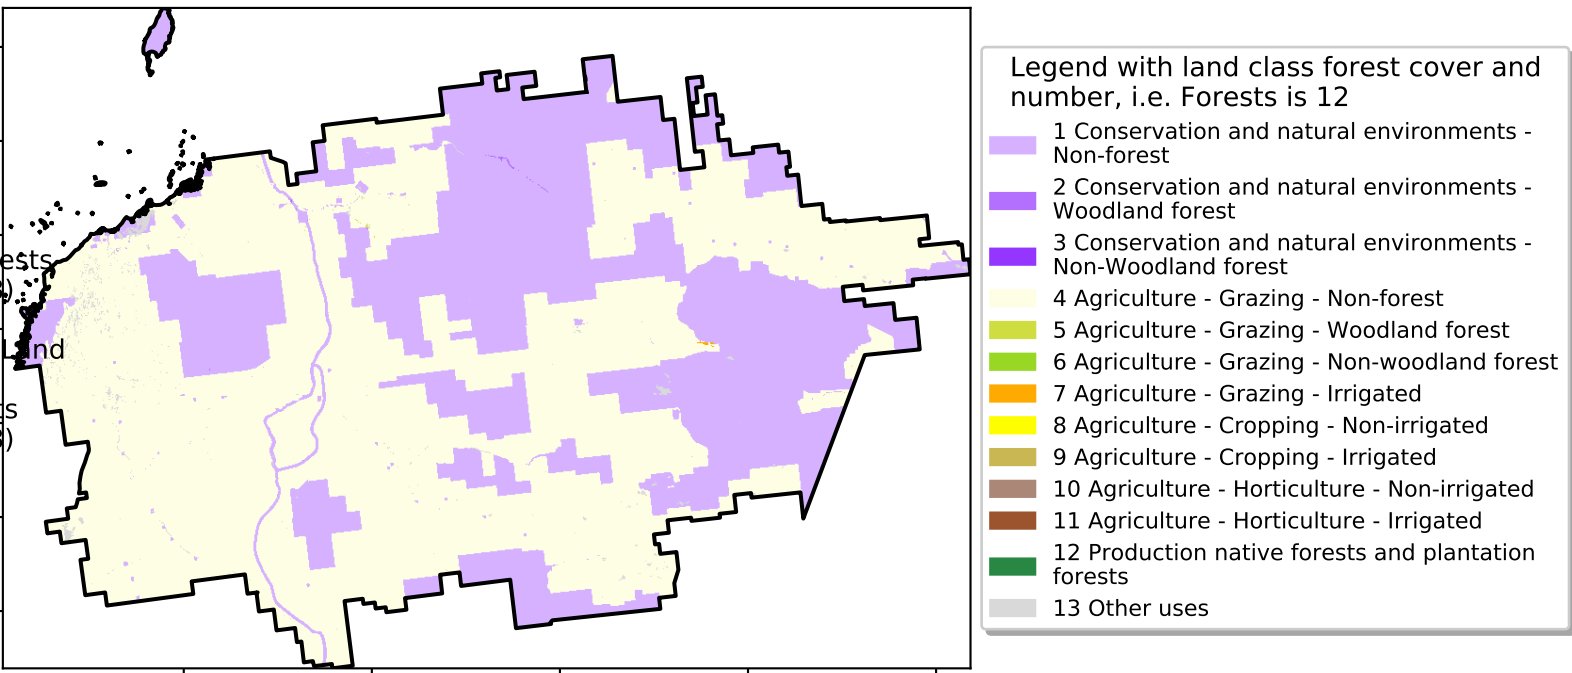 ests
)
Land
ts
)
Legend with land class forest cover and
number, i.e. Forests is 12
1 Conservation and natural environments -
Non-forest
2 Conservation and natural environments -
Woodland forest
3 Conservation and natural environments -
Non-Woodland forest
4 Agriculture - Grazing - Non-forest
5 Agriculture - Grazing - Woodland forest
6 Agriculture - Grazing - Non-woodland forest
7 Agriculture - Grazing - Irrigated
8 Agriculture - Cropping - Non-irrigated
9 Agriculture - Cropping - Irrigated
10 Agriculture - Horticulture - Non-irrigated
11 Agriculture - Horticulture - Irrigated
12 Production native forests and plantation
forests
13 Other uses